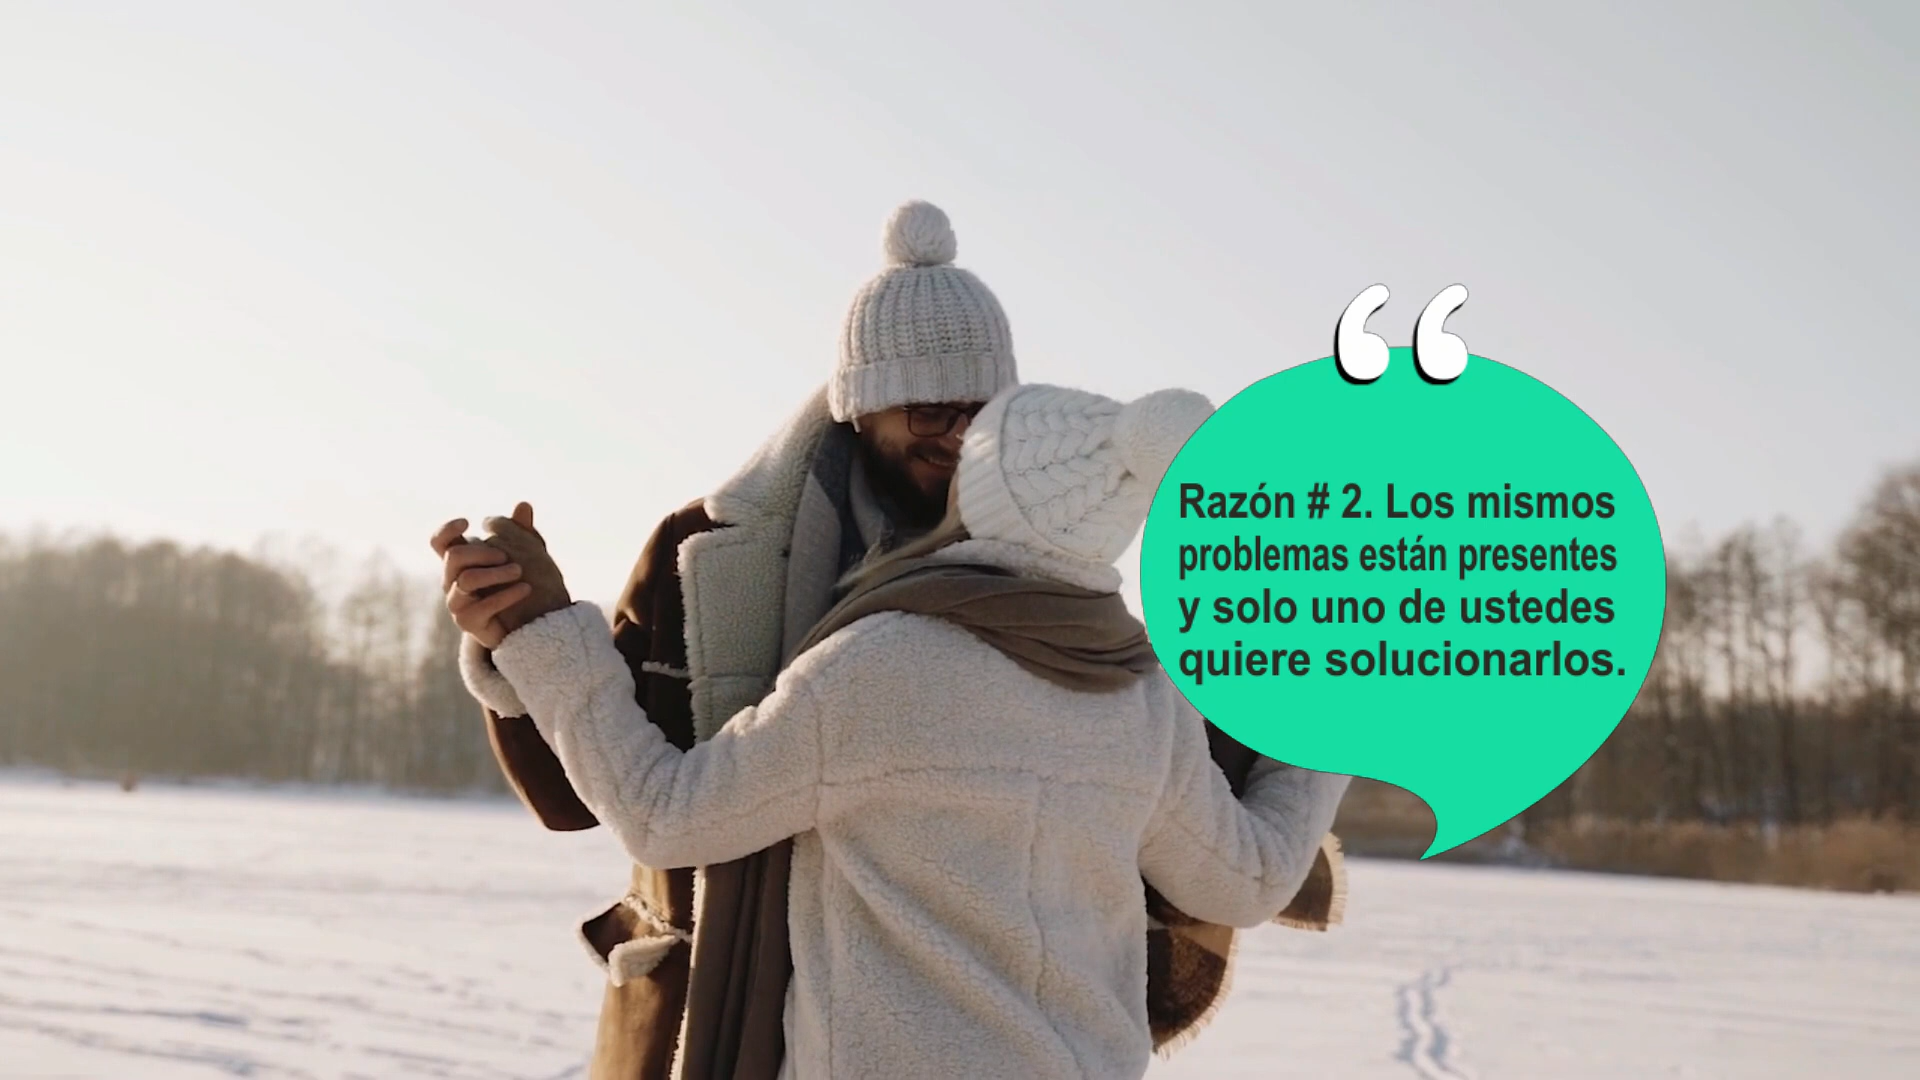 Razón # 2. Los mismos
problemas están presentes
y solo uno de ustedes
quiere solucionarlos.